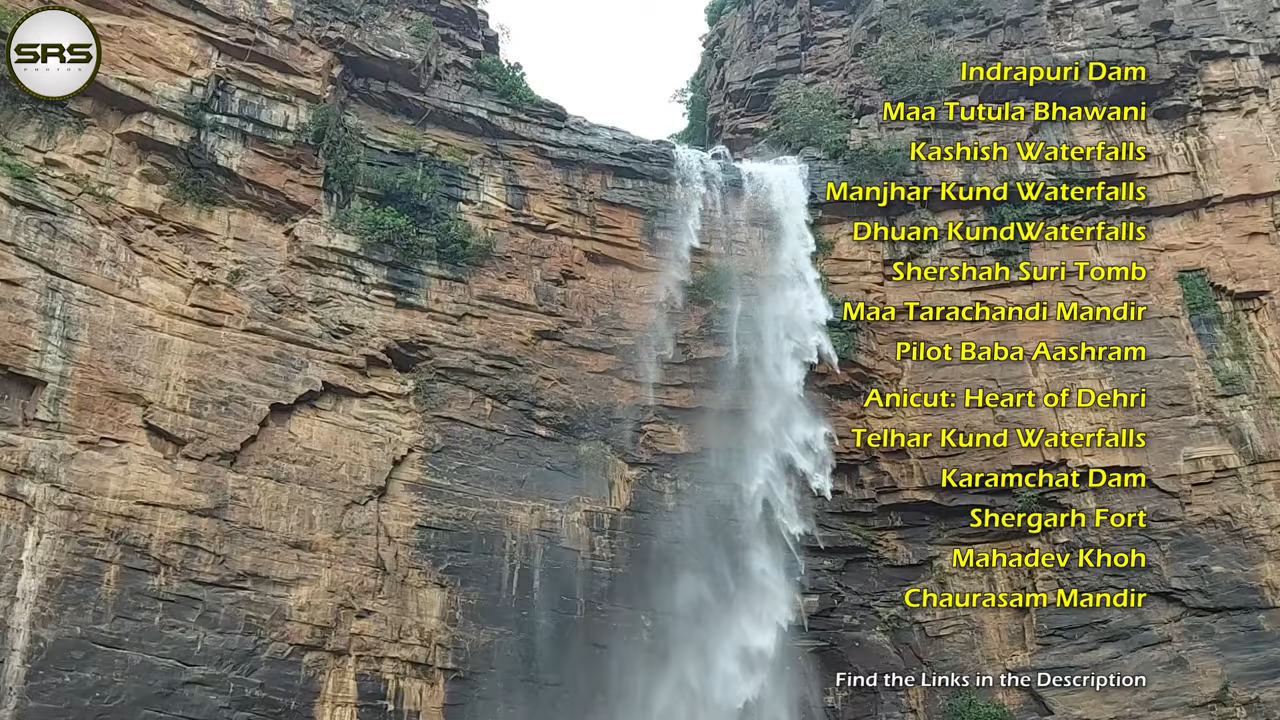 SRS
PHOTOS
Indrapuri Dam
Maa Tutula Bhawani
Kashish Waterfalls
Manjhar Kund Waterfalls
Dhuan KundWaterfalls
Shershah Suri Tomb
Maa Tarachandi Mandir
Pilot Baba Aashram
Anicut: Heart of Dehri
Telhar Kund Waterfalls
Karamchat Dam
Shergarh Fort
Mahadev Khoh
Chaurasam Mandir
Find the Links in the Description